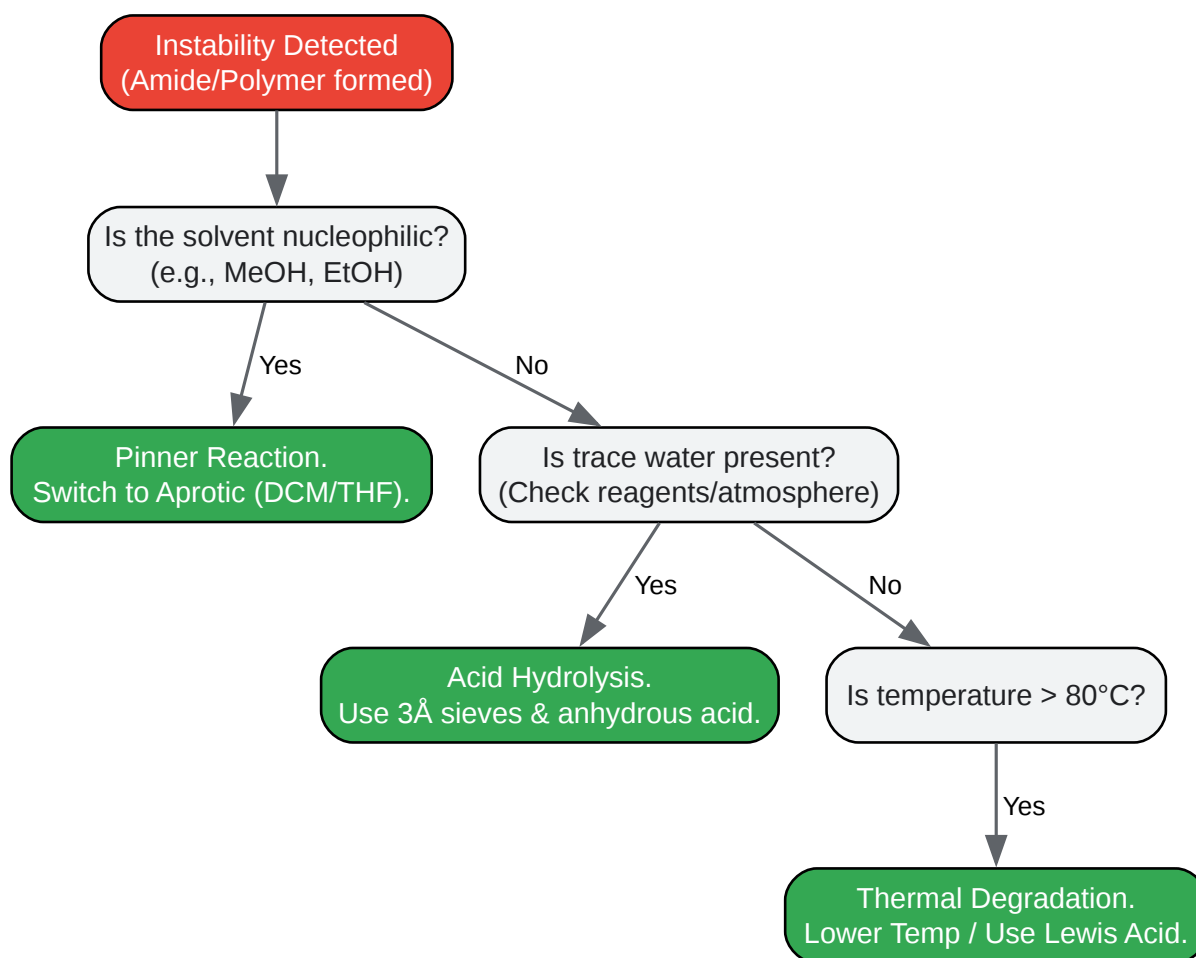 Instability Detected
(Amide/Polymer formed)
Is the solvent nucleophilic?
(e.g., MeOH, EtOH)
Yes
No
Pinner Reaction.
Switch to Aprotic (DCM/THF).
Is trace water present?
(Check reagents/atmosphere)
Yes
No
Acid Hydrolysis.
Use 3Å sieves & anhydrous acid.
Is temperature > 80°C?
Yes
Thermal Degradation.
Lower Temp / Use Lewis Acid.